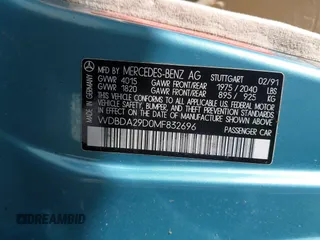 MFD BY MERCEDES-BENZ AG STUTTGART 02/91
GVWR 4015 GAWR FRONT/REAR 1975/2040 LBS
GVWR 1820 GAWR FRONT/REAR 895/925 KG
THIS VEHICLE CONFORMS TO ALL APPLICABLE FEDERAL MOTOR
VEHICLE SAFETY, BUMPER, AND THEFT PREVENTION STANDARDS
IN EFFECT ON THE DATE OF MANUFACTURE SHOWN ABOVE.
WDBDA29D0MF832696 PASSENGER CAR
MADE IN GERMANY
DREAMBID